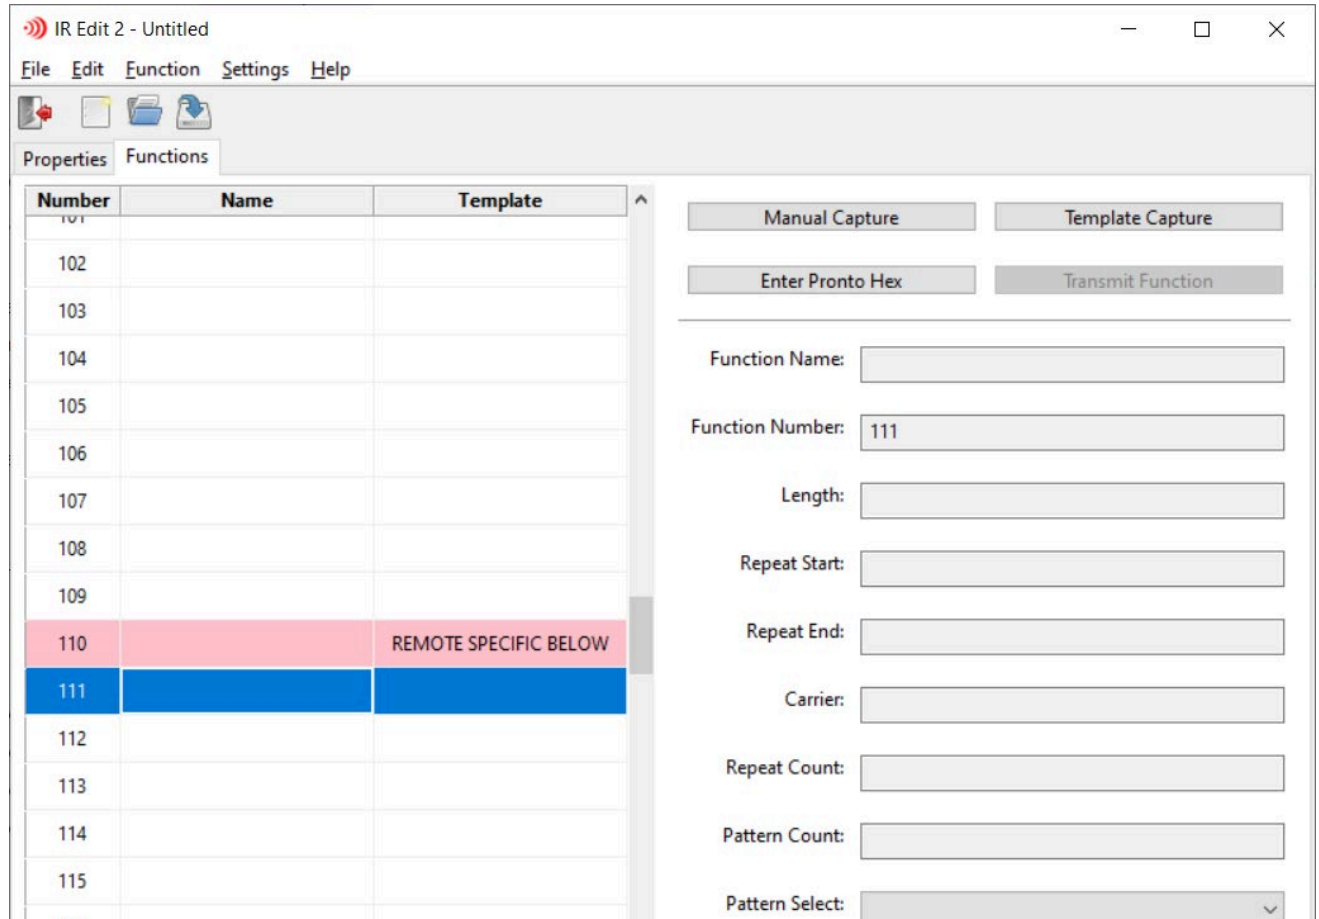 IR Edit 2 - Untitled
File Edit Function Settings Help
Properties Functions
Number Name Template
101
102
103
104
105
106
107
108
109
110 REMOTE SPECIFIC BELOW
111
112
113
114
115
Manual Capture Template Capture
Enter Pronto Hex Transmit Function
Function Name:
Function Number: 111
Length:
Repeat Start:
Repeat End:
Carrier:
Repeat Count:
Pattern Count:
Pattern Select: